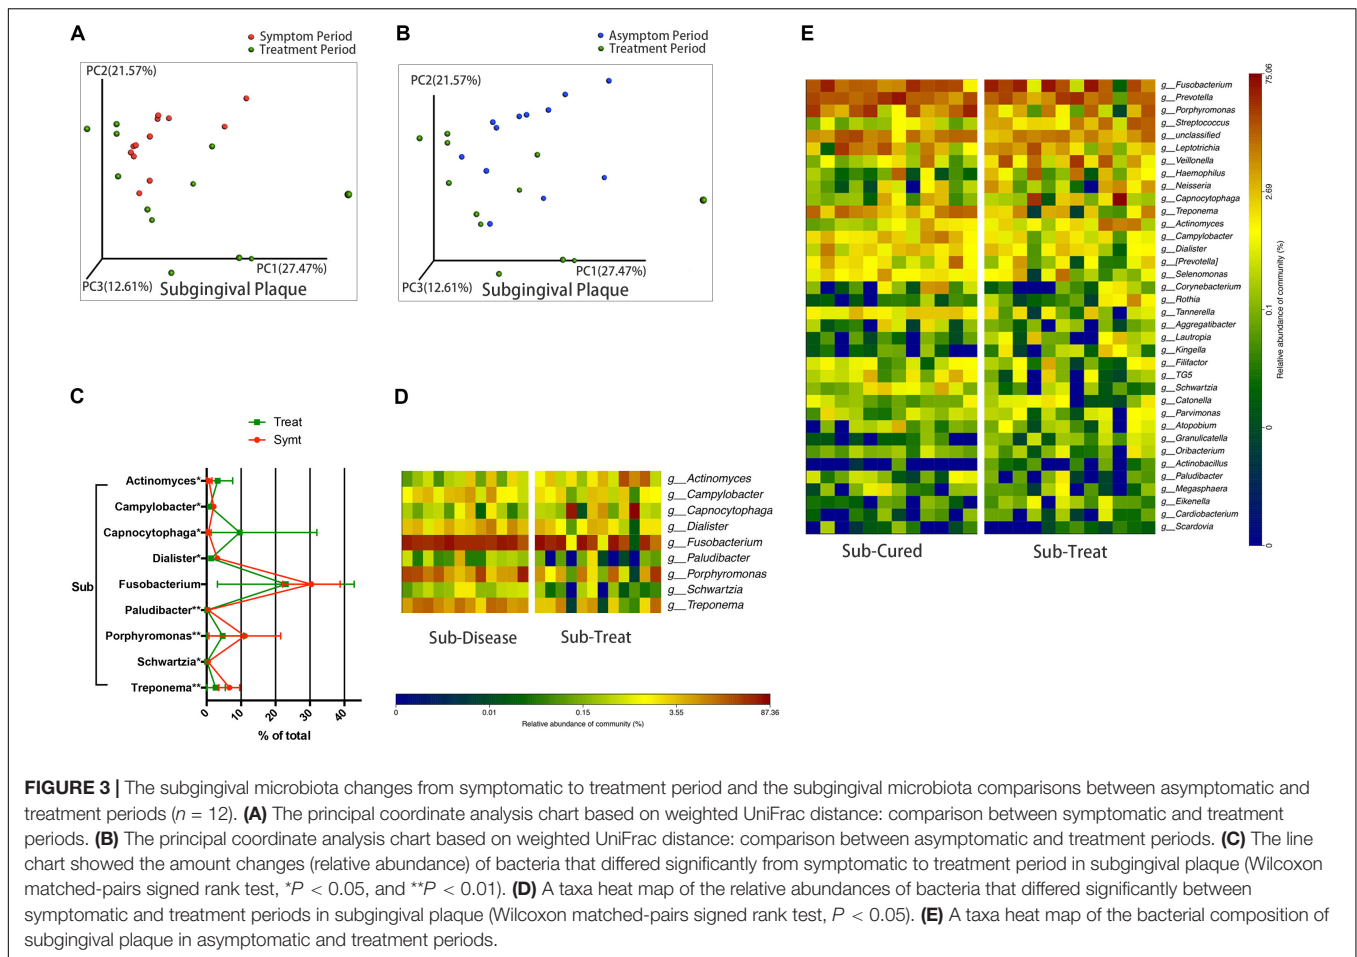 A
Symptom Period
Treatment Period
PC2(21.57%)
PC1(27.47%)
PC3(12.61%)
Subgingival Plaque
B
Asymptom Period
Treatment Period
PC2(21.57%)
PC1(27.47%)
PC3(12.61%)
Subgingival Plaque
C
Treat
Symt
Sub
Actinomyces*
Campylobacter*
Capnocytophaga*
Dialister*
Fusobacterium
Paludibacter**
Porphyromonas**
Schwartzia*
Treponema**
0 10 20 30 40
% of total
D
g__Actinomyces
g__Campylobacter
g__Capnocytophaga
g__Dialister
g__Fusobacterium
g__Paludibacter
g__Porphyromonas
g__Schwartzia
g__Treponema
Sub-Disease Sub-Treat
0 0.01 0.15 3.55 87.36
Relative abundance of community (%)
E
g__Fusobacterium
g__Prevotella
g__Porphyromonas
g__Streptococcus
g__unclassified
g__Leptotrichia
g__Veillonella
g__Haemophilus
g__Neisseria
g__Capnocytophaga
g__Treponema
g__Actinomyces
g__Campylobacter
g__Dialister
g__[Prevotella]
g__Selenomonas
g__Corynebacterium
g__Rothia
g__Tannerella
g__Aggregatibacter
g__Lautropia
g__Kingella
g__Filifactor
g__TG5
g__Schwartzia
g__Catonella
g__Parvimonas
g__Atopobium
g__Granulicatella
g__Oribacterium
g__Actinobacillus
g__Paludibacter
g__Megasphaera
g__Eikenella
g__Cardiobacterium
g__Scardovia
Sub-Cured Sub-Treat
75.06
2.69
0.1
0
0
Relative abundance of community (%)
FIGURE 3 | The subgingival microbiota changes from symptomatic to treatment period and the subgingival microbiota comparisons between asymptomatic and
treatment periods (n = 12). (A) The principal coordinate analysis chart based on weighted UniFrac distance: comparison between symptomatic and treatment
periods. (B) The principal coordinate analysis chart based on weighted UniFrac distance: comparison between asymptomatic and treatment periods. (C) The line
chart showed the amount changes (relative abundance) of bacteria that differed significantly from symptomatic to treatment period in subgingival plaque (Wilcoxon
matched-pairs signed rank test, *P < 0.05, and **P < 0.01). (D) A taxa heat map of the relative abundances of bacteria that differed significantly between
symptomatic and treatment periods in subgingival plaque (Wilcoxon matched-pairs signed rank test, P < 0.05). (E) A taxa heat map of the bacterial composition of
subgingival plaque in asymptomatic and treatment periods.